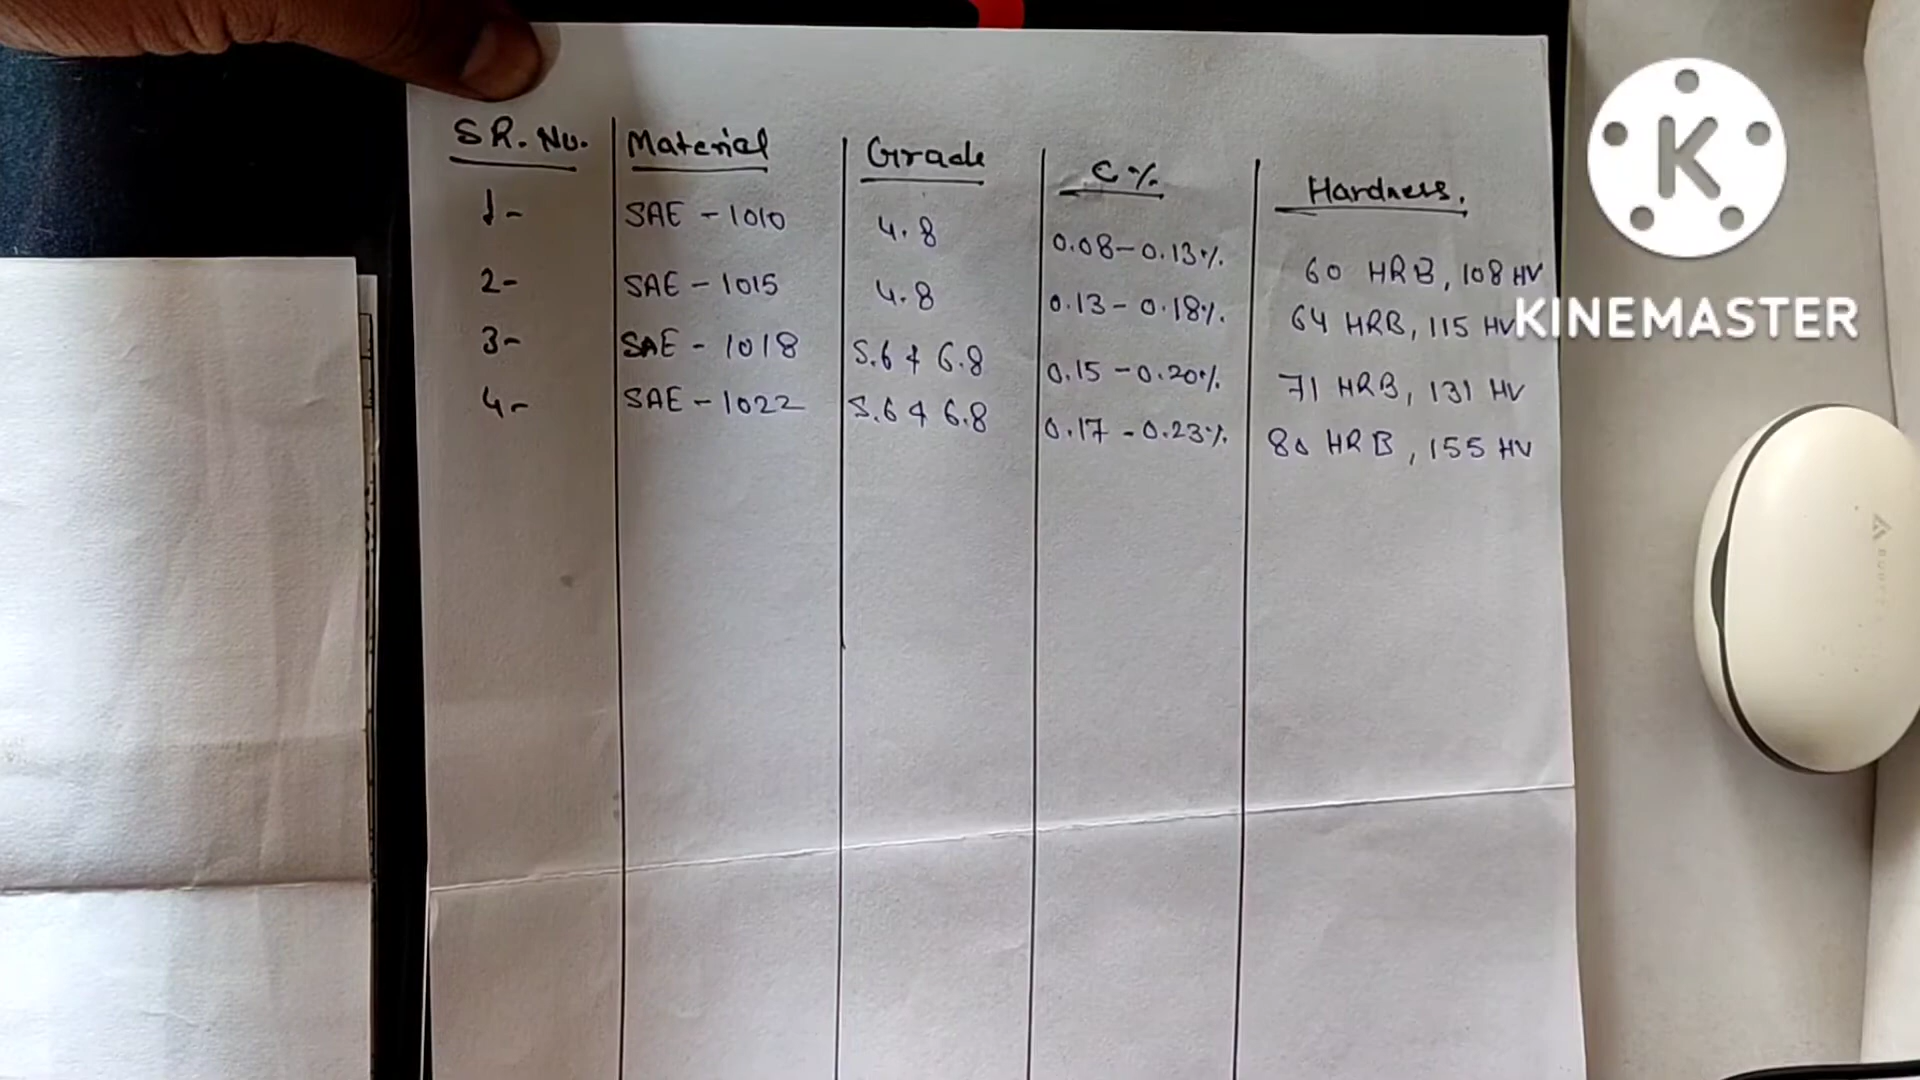 SR. No. Material Grade C % Hardness.
1- SAE - 1010 4.8 0.08-0.13% 60 HRB, 108 HV
2- SAE - 1015 4.8 0.13 - 0.18% 64 HRB, 115 HV
3- SAE - 1018 5.6 & 6.8 0.15 - 0.20% 71 HRB, 131 HV
4- SAE - 1022 5.6 & 6.8 0.17 - 0.23% 80 HRB, 155 HV
K
KINEMASTER